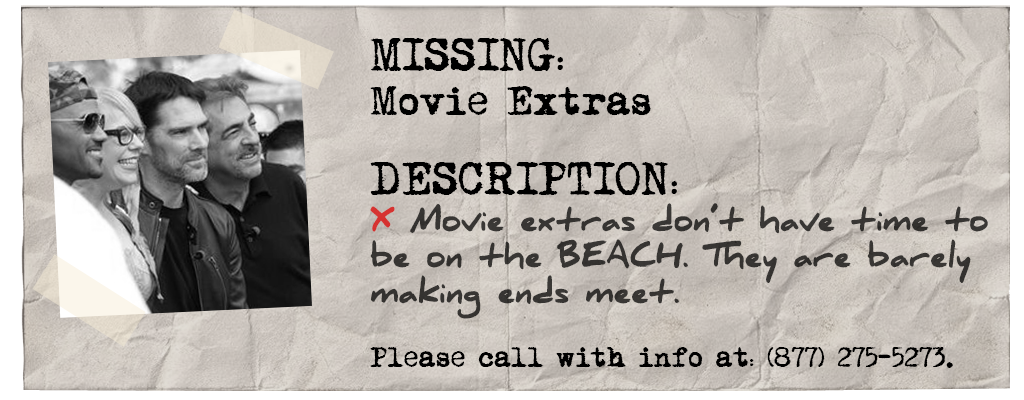 MISSING:
Movie Extras
DESCRIPTION:
❌ Movie extras don't have time to
be on the BEACH. They are barely
making ends meet.
Please call with info at: (877) 275-5273.